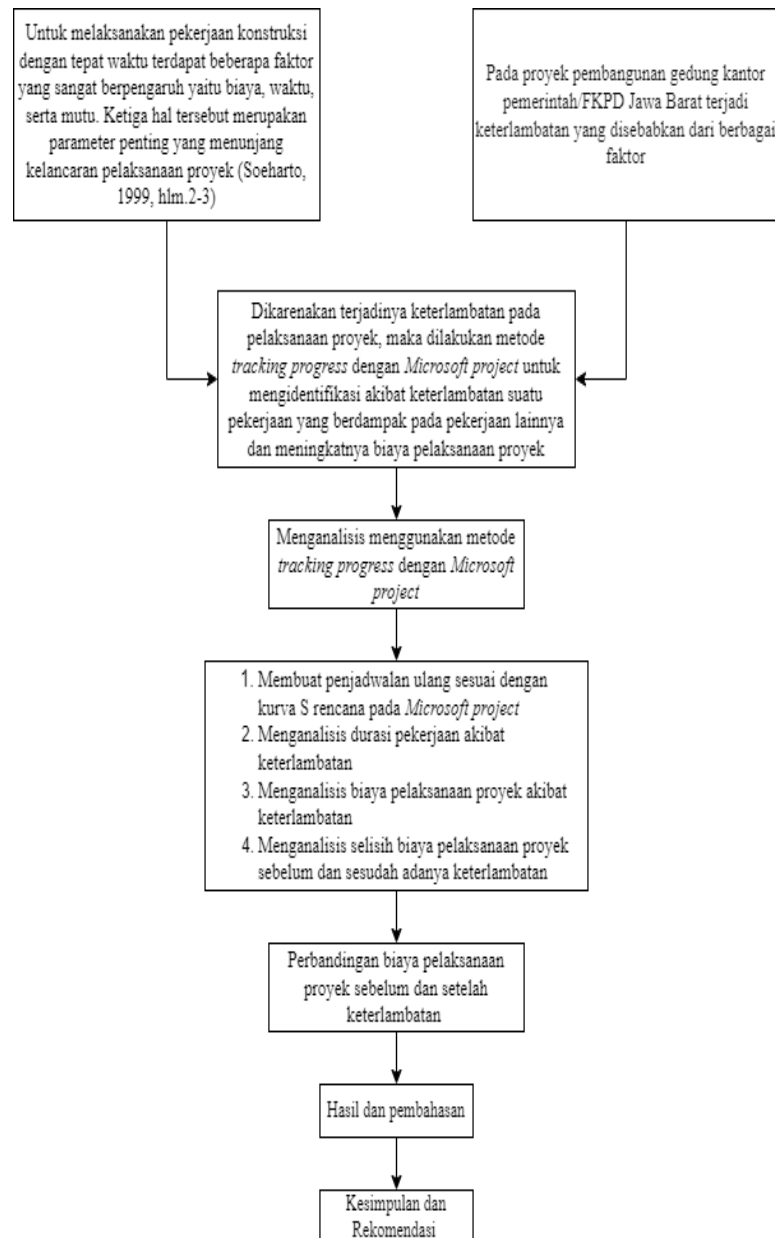 Untuk melaksanakan pekerjaan konstruksi
dengan tepat waktu terdapat beberapa faktor
yang sangat berpengaruh yaitu biaya, waktu,
serta mutu. Ketiga hal tersebut merupakan
parameter penting yang menunjang
kelancaran pelaksanaan proyek (Soeharto,
1999, hlm.2-3)
Pada proyek pembangunan gedung kantor
pemerintah/FKPD Jawa Barat terjadi
keterlambatan yang disebabkan dari berbagai
faktor
Dikarenakan terjadinya keterlambatan pada
pelaksanaan proyek, maka dilakukan metode
tracking progress dengan Microsoft project untuk
mengidentifikasi akibat keterlambatan suatu
pekerjaan yang berdampak pada pekerjaan lainnya
dan meningkatnya biaya pelaksanaan proyek
Menganalisis menggunakan metode
tracking progress dengan Microsoft
project
1. Membuat penjadwalan ulang sesuai dengan
kurva S rencana pada Microsoft project
2. Menganalisis durasi pekerjaan akibat
keterlambatan
3. Menganalisis biaya pelaksanaan proyek akibat
keterlambatan
4. Menganalisis selisih biaya pelaksanaan proyek
sebelum dan sesudah adanya keterlambatan
Perbandingan biaya pelaksanaan
proyek sebelum dan setelah
keterlambatan
Hasil dan pembahasan
Kesimpulan dan
Rekomendasi